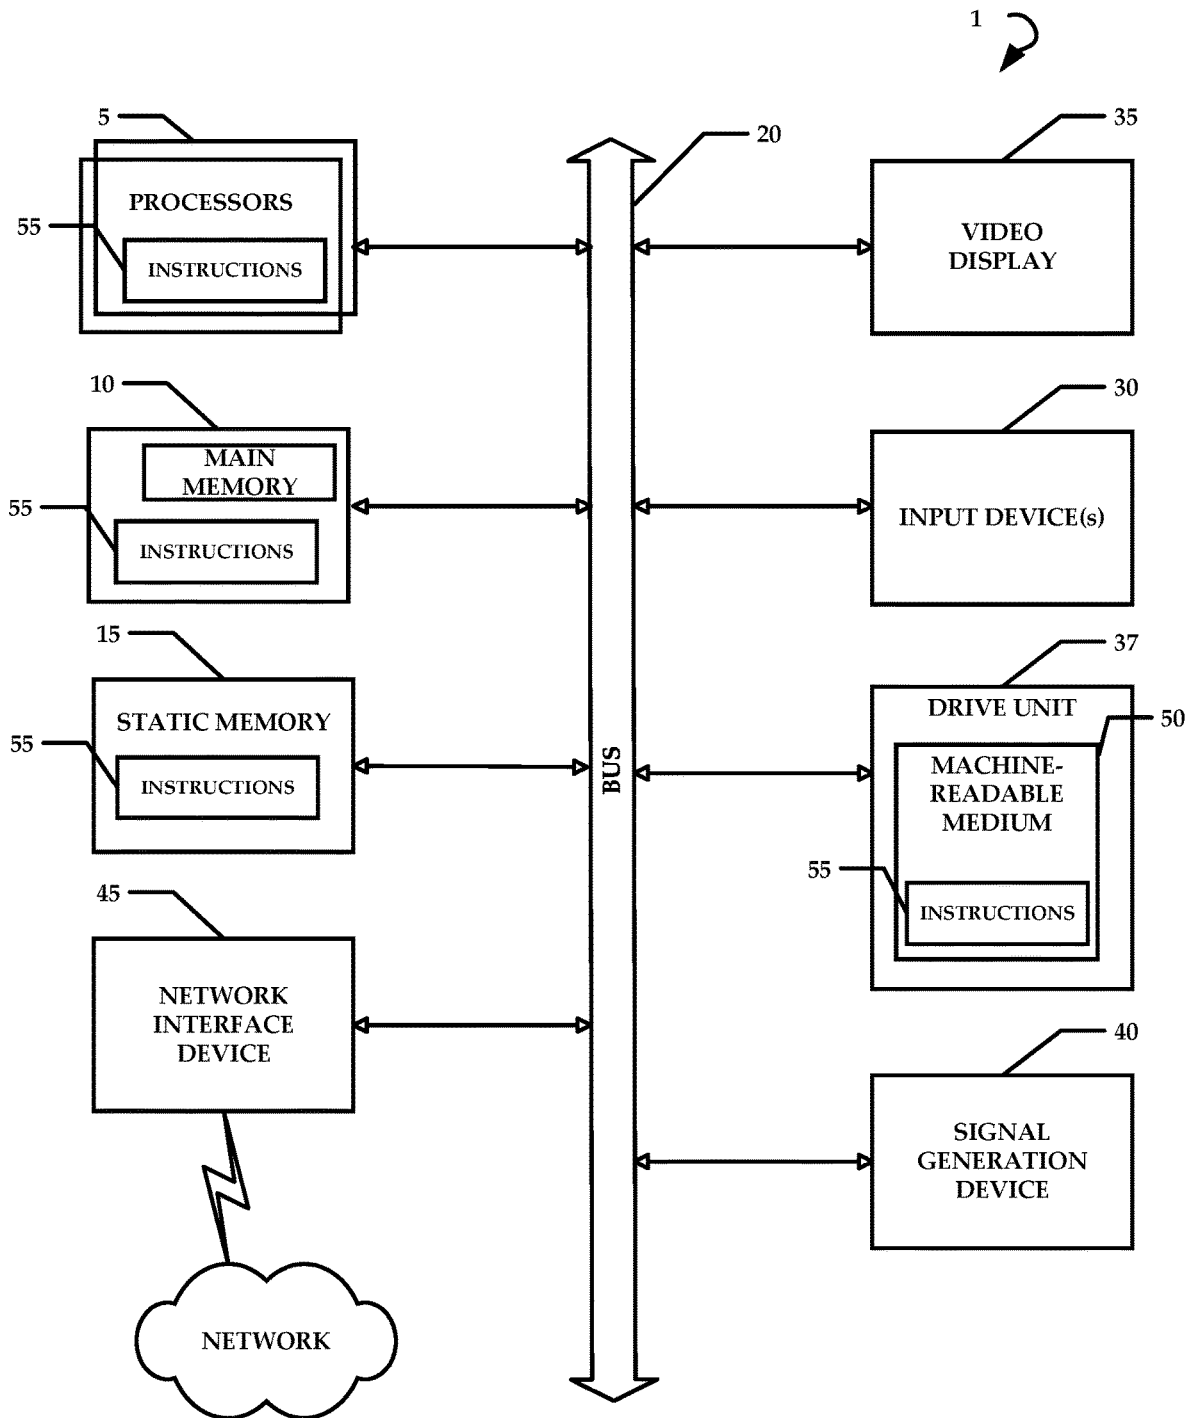 1
5
PROCESSORS
55
INSTRUCTIONS
10
MAIN
MEMORY
55
INSTRUCTIONS
15
STATIC MEMORY
55
INSTRUCTIONS
45
NETWORK
INTERFACE
DEVICE
NETWORK
20
BUS
35
VIDEO
DISPLAY
30
INPUT DEVICE(s)
37
DRIVE UNIT
50
MACHINE-
READABLE
MEDIUM
55
INSTRUCTIONS
40
SIGNAL
GENERATION
DEVICE